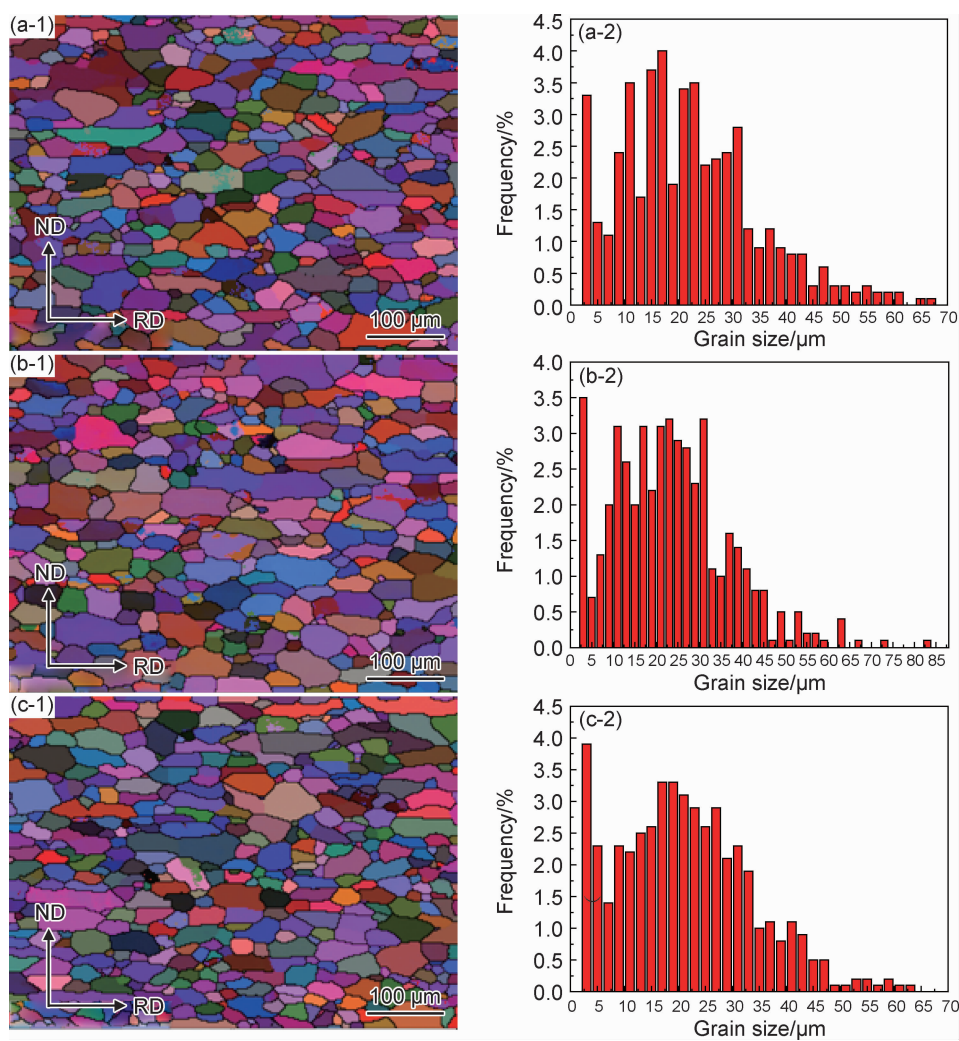 (a-1)
ND
RD
100 μm
(a-2)
Frequency/%
4.5
4.0
3.5
3.0
2.5
2.0
1.5
1.0
0.5
0.0
0 5 10 15 20 25 30 35 40 45 50 55 60 65 70
Grain size/μm
(b-1)
ND
RD
100 μm
(b-2)
Frequency/%
4.0
3.5
3.0
2.5
2.0
1.5
1.0
0.5
0.0
0 5 10 15 20 25 30 35 40 45 50 55 60 65 70 75 80 85
Grain size/μm
(c-1)
ND
RD
100 μm
(c-2)
Frequency/%
4.5
4.0
3.5
3.0
2.5
2.0
1.5
1.0
0.5
0.0
0 5 10 15 20 25 30 35 40 45 50 55 60 65 70
Grain size/μm